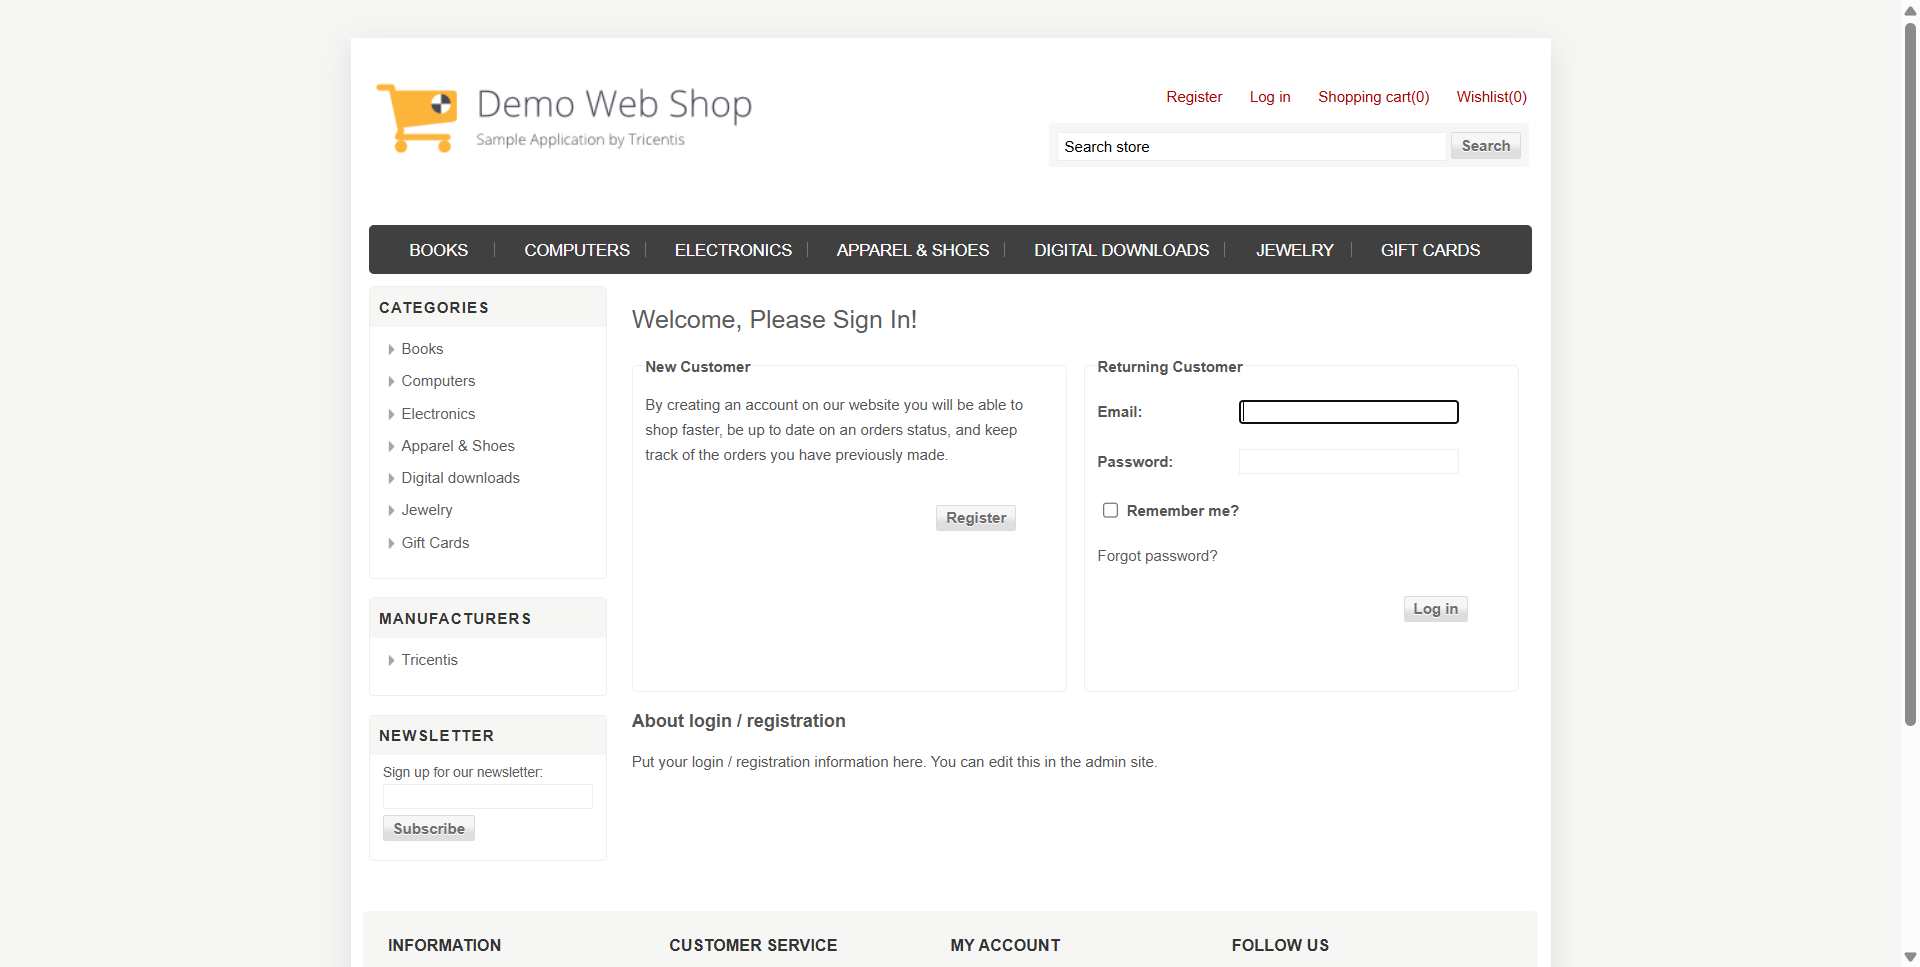 Demo Web Shop
Sample Application by Tricentis
Register Log in Shopping cart(0) Wishlist(0)
Search store Search
BOOKS COMPUTERS ELECTRONICS APPAREL & SHOES DIGITAL DOWNLOADS JEWELRY GIFT CARDS
CATEGORIES
Books
Computers
Electronics
Apparel & Shoes
Digital downloads
Jewelry
Gift Cards
MANUFACTURERS
Tricentis
NEWSLETTER
Sign up for our newsletter:
Subscribe
Welcome, Please Sign In!
New Customer
By creating an account on our website you will be able to
shop faster, be up to date on an orders status, and keep
track of the orders you have previously made.
Register
Returning Customer
Email:
Password:
Remember me?
Forgot password?
Log in
About login / registration
Put your login / registration information here. You can edit this in the admin site.
INFORMATION CUSTOMER SERVICE MY ACCOUNT FOLLOW US